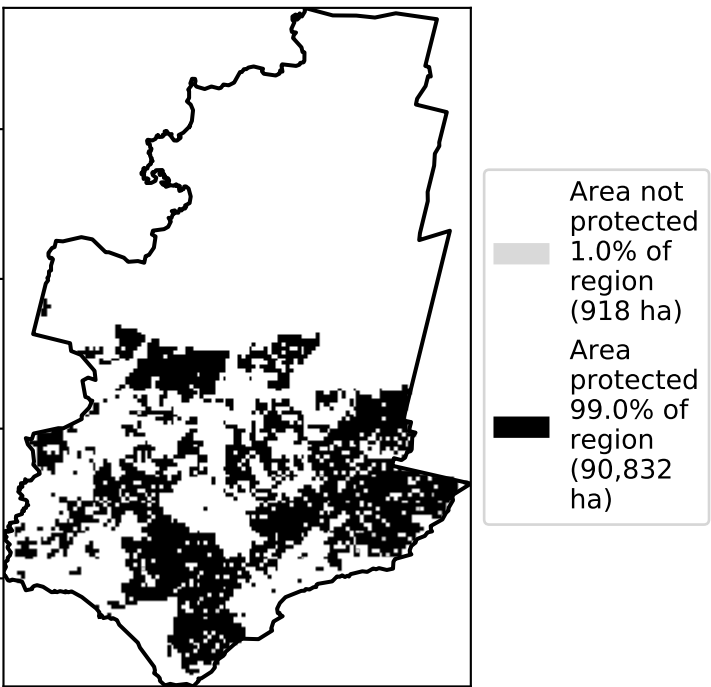 Area not
protected
1.0% of
region
(918 ha)
Area
protected
99.0% of
region
(90,832
ha)